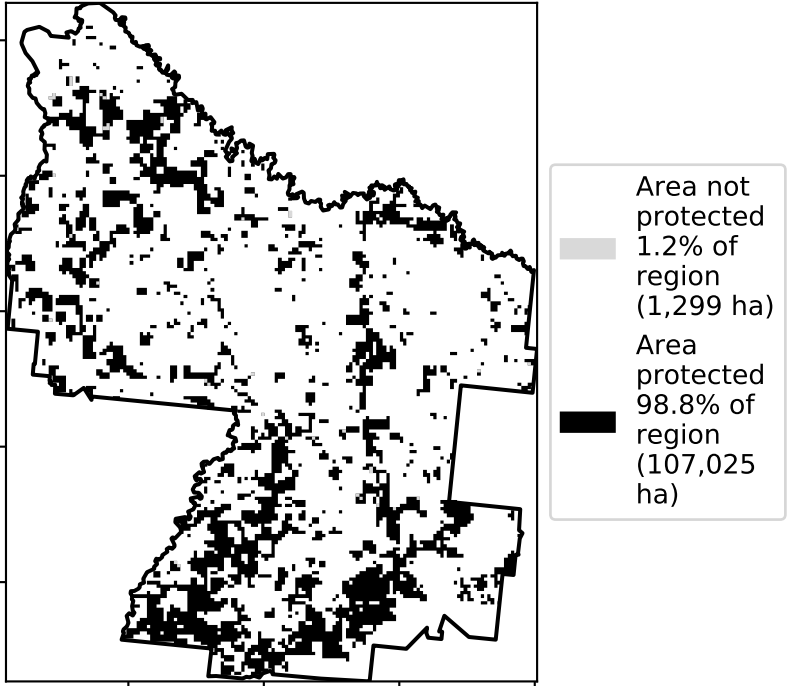 Area not
protected
1.2% of
region
(1,299 ha)
Area
protected
98.8% of
region
(107,025
ha)